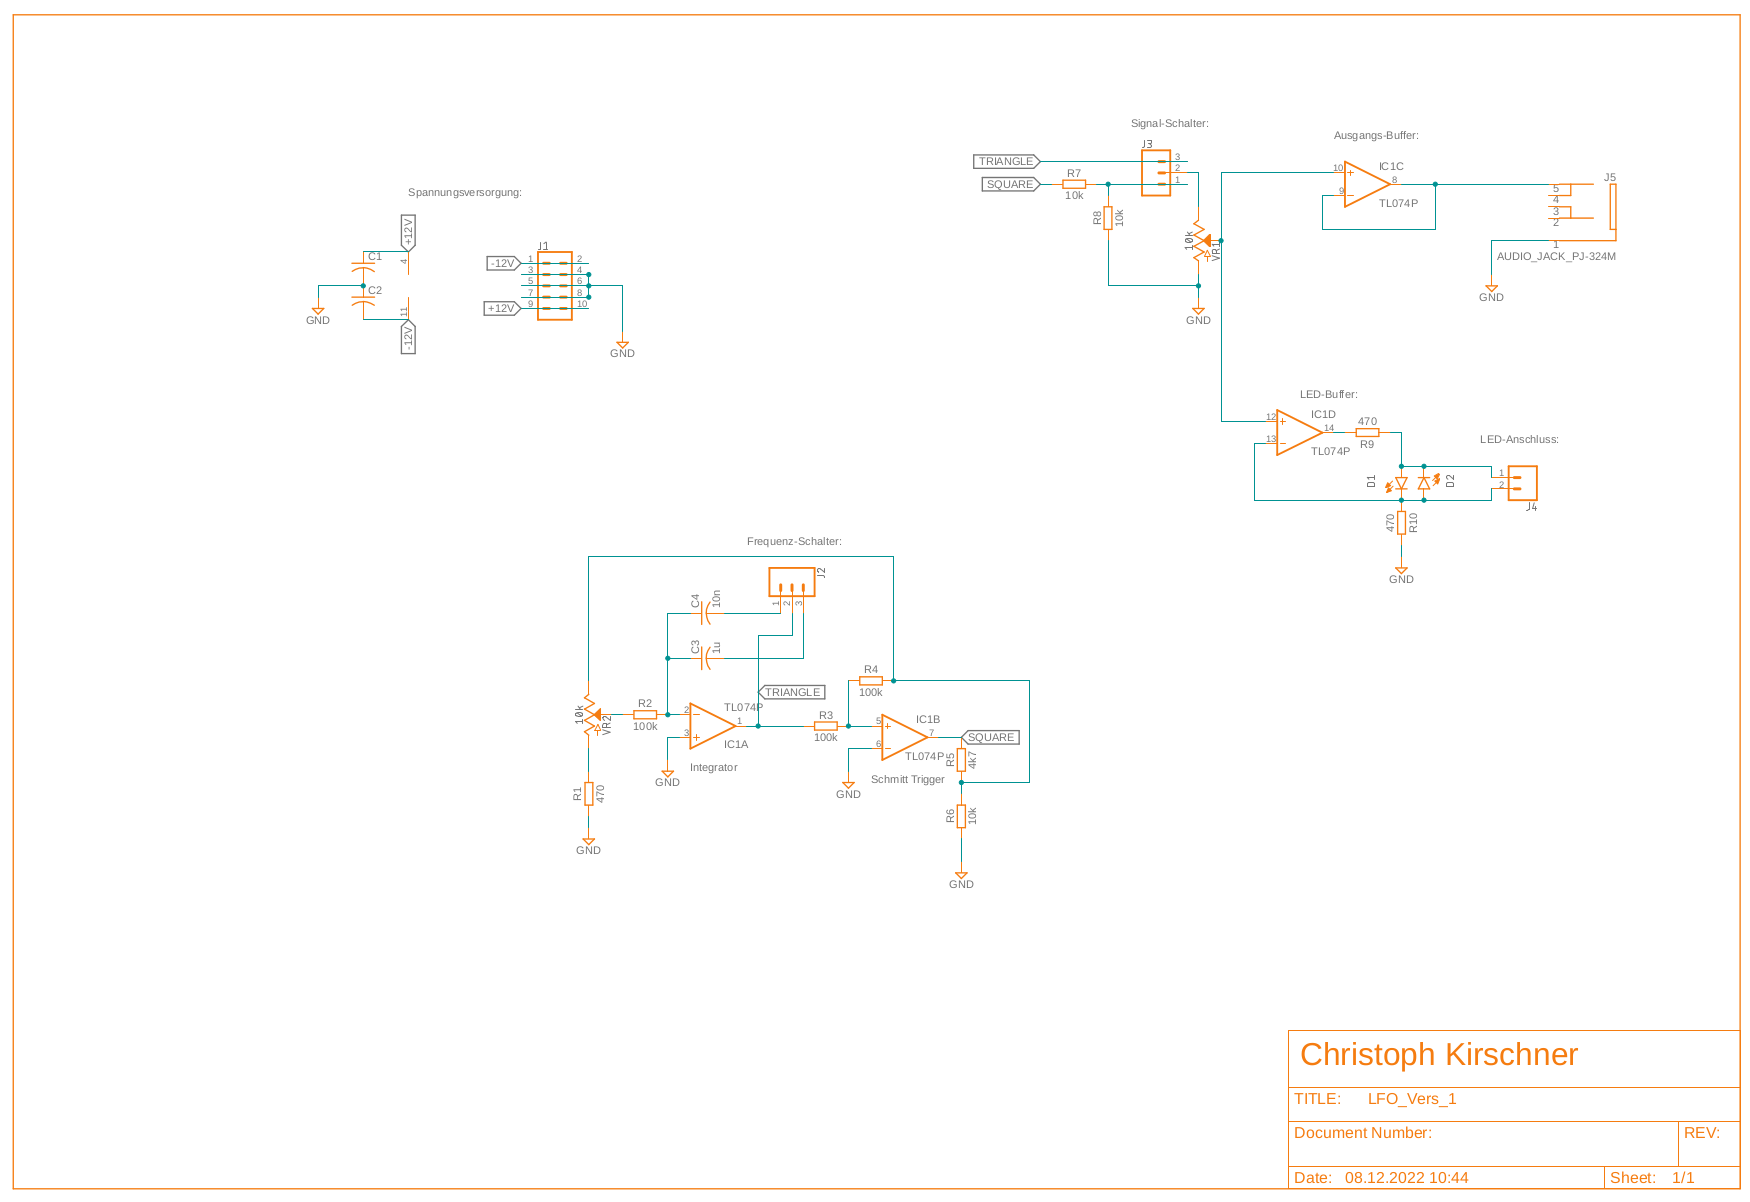 Spannungsversorgung:
+12V
4
C1
C2
11
-12V
GND
J1
-12V
+12V
1 2
3 4
5 6
7 8
9 10
GND
Signal-Schalter:
J3
TRIANGLE
SQUARE
R7
10k
3
2
1
R8
10k
10k
VR1
GND
Ausgangs-Buffer:
10
9
8
IC1C
TL074P
J5
5
4
3
2
1
AUDIO_JACK_PJ-324M
GND
LED-Buffer:
12
13
14
IC1D
TL074P
470
R9
LED-Anschluss:
D1
D2
1
2
J4
470
R10
GND
Frequenz-Schalter:
J2
1
2
3
C4
10n
C3
1u
TRIANGLE
10k
VR2
R2
100k
2
3
1
TL074P
IC1A
Integrator
GND
R1
470
GND
R3
100k
R4
100k
5
6
7
IC1B
TL074P
Schmitt Trigger
GND
SQUARE
R5
4k7
R6
10k
GND
Christoph Kirschner
TITLE: LFO_Vers_1
Document Number:
REV:
Date: 08.12.2022 10:44
Sheet: 1/1